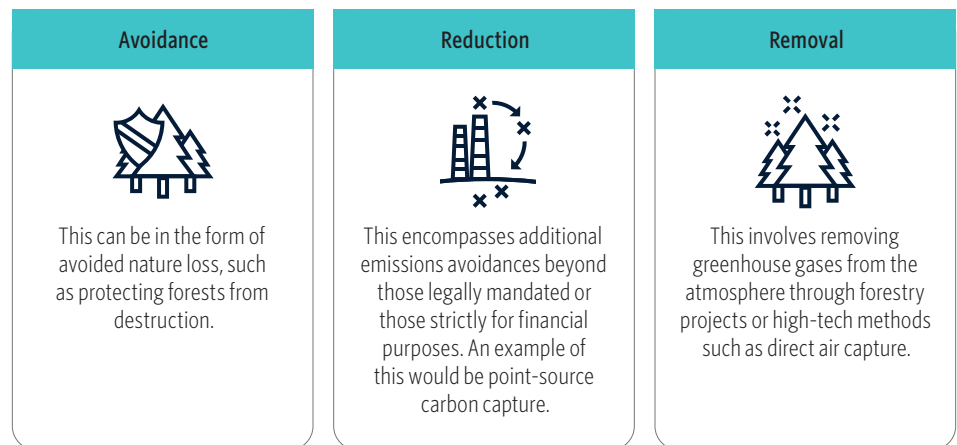 Avoidance
This can be in the form of
avoided nature loss, such
as protecting forests from
destruction.
Reduction
This encompasses additional
emissions avoidances beyond
those legally mandated or
those strictly for financial
purposes. An example of
this would be point-source
carbon capture.
Removal
This involves removing
greenhouse gases from the
atmosphere through forestry
projects or high-tech methods
such as direct air capture.